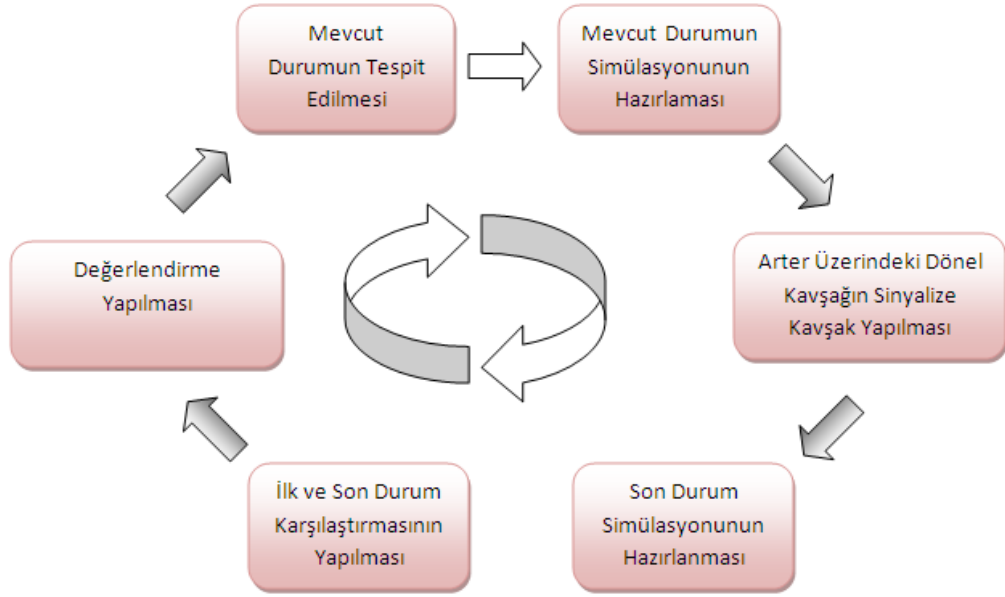 Mevcut
Durumun Tespit
Edilmesi
Mevcut Durumun
Simülasyonunun
Hazırlaması
Arter Üzerindeki Dönel
Kavşağın Sinyalize
Kavşak Yapılması
Son Durum
Simülasyonunun
Hazırlanması
İlk ve Son Durum
Karşılaştırmasının
Yapılması
Değerlendirme
Yapılması